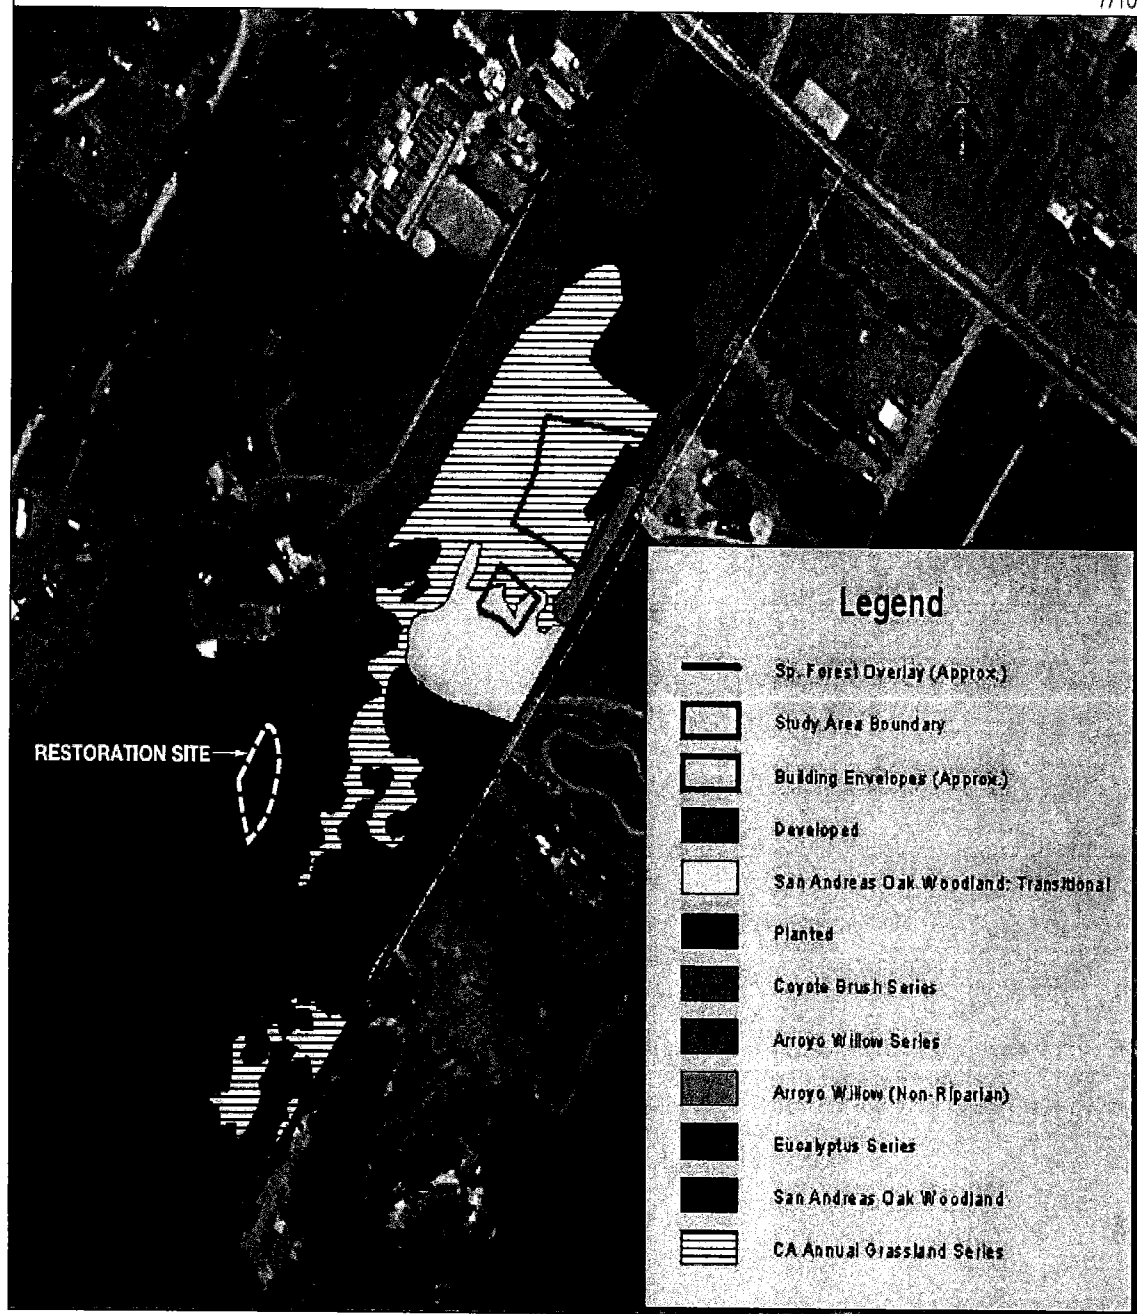 Legend
Sp. Forest Overlay (Approx.)
Study Area Boundary
Building Envelopes (Approx.)
Developed
San Andreas Oak Woodland: Transitional
Planted
Coyote Brush Series
Arroyo Willow Series
Arroyo Willow (Non-Riparian)
Eucalyptus Series
San Andreas Oak Woodland
CA Annual Grassland Series
RESTORATION SITE